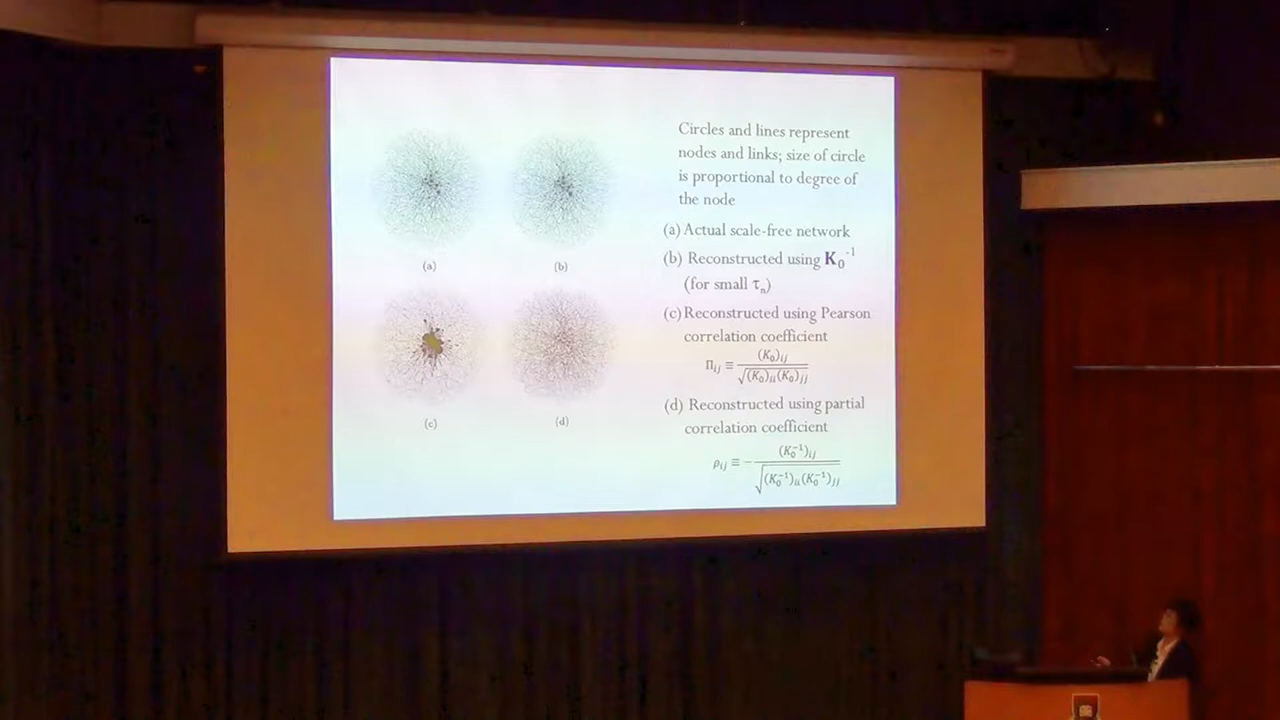 (a)
(b)
(c)
(d)
Circles and lines represent
nodes and links; size of circle
is proportional to degree of
the node
(a) Actual scale-free network
(b) Reconstructed using K₀⁻¹
(for small τₙ)
(c) Reconstructed using Pearson
correlation coefficient
Πᵢⱼ ≡ (K₀)ᵢⱼ / √(K₀)ᵢᵢ(K₀)ⱼⱼ
(d) Reconstructed using partial
correlation coefficient
ρᵢⱼ ≡ − (K₀⁻¹)ᵢⱼ / √(K₀⁻¹)ᵢᵢ(K₀⁻¹)ⱼⱼ